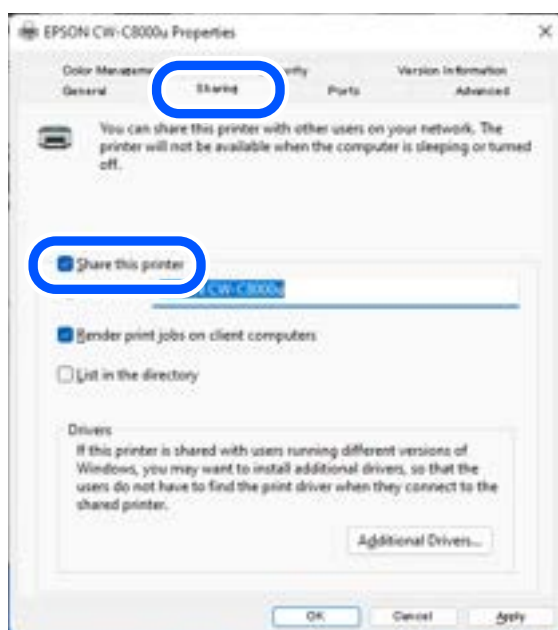 EPSON CW-C8000u Properties
Color Management Version Information
General Sharing Ports Advanced
You can share this printer with other users on your network. The
printer will not be available when the computer is sleeping or turned
off.
Share this printer
CW-C8000u
Render print jobs on client computers
List in the directory
Drivers
If this printer is shared with users running different versions of
Windows, you may want to install additional drivers, so that the
users do not have to find the print driver when they connect to the
shared printer.
Additional Drivers...
OK Cancel Apply